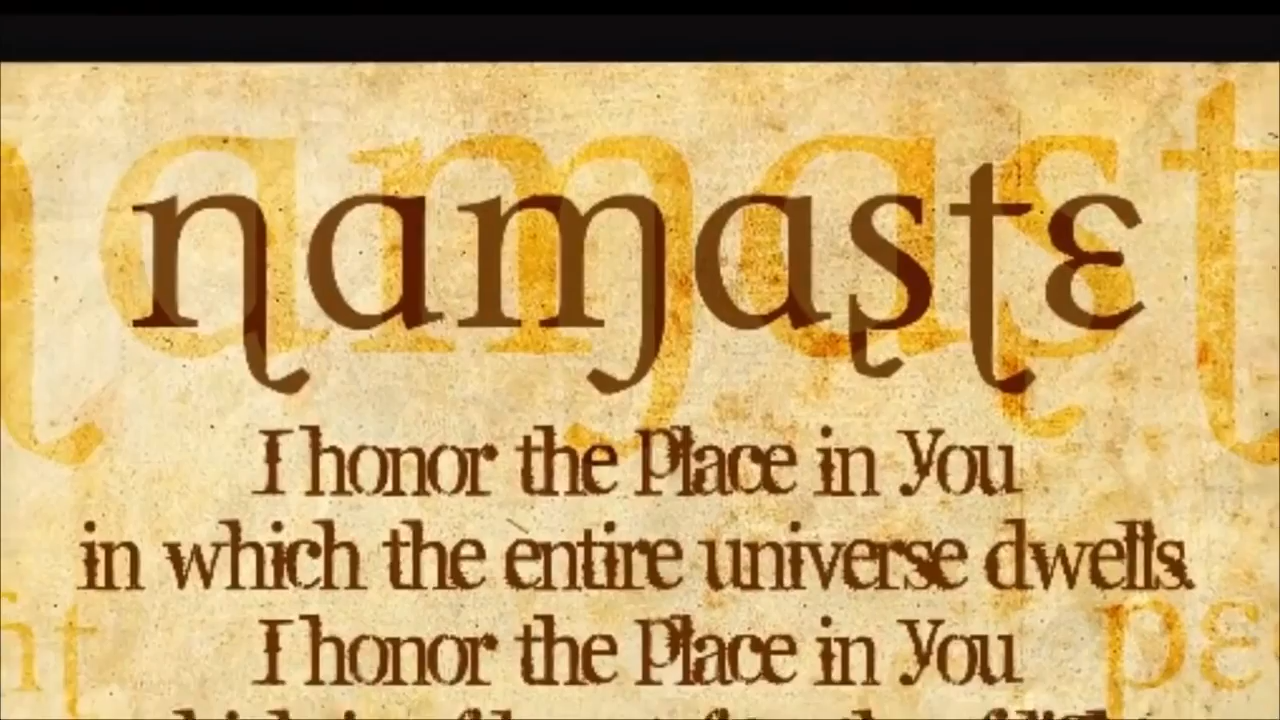 namaste
I honor the Place in You
in which the entire universe dwells.
I honor the Place in You